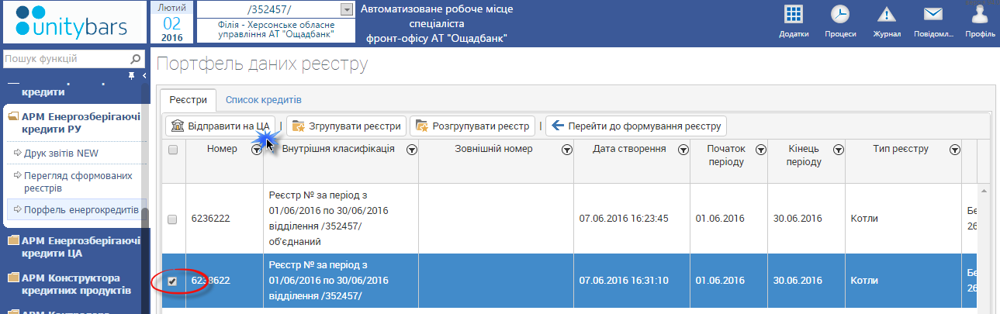 unitybars
Лютий
02
2016
/352457/
Філія - Херсонське обласне
управління АТ "Ощадбанк"
Автоматизоване робоче місце
спеціаліста
фронт-офісу АТ "Ощадбанк"
Додатки
Процеси
Журнал
Повідомл...
Профіль
Пошук функцій
кредити
АРМ Енергозберігаючі
кредити РУ
Друк звітів NEW
Перегляд сформованих
реєстрів
Порфель енергокредитів
АРМ Енергозберігаючі
кредити ЦА
АРМ Конструктора
кредитних продуктів
Портфель даних реєстру
Реєстри
Список кредитів
Відправити на ЦА
Згрупувати реєстри
Розгрупувати реєстр
Перейти до формування реєстру
Номер
Внутрішня класифікація
Зовнішній номер
Дата створення
Початок
періоду
Кінець
періоду
Тип реєстру
Реєстр № за період з
01/06/2016 по 30/06/2016
відділення /352457/
об'єднаний
6236222
07.06.2016 16:23:45
01.06.2016
30.06.2016
Котли
Бе
26
Реєстр № за період з
01/06/2016 по 30/06/2016
відділення /352457/
6233622
07.06.2016 16:31:10
01.06.2016
30.06.2016
Котли
Бе
26